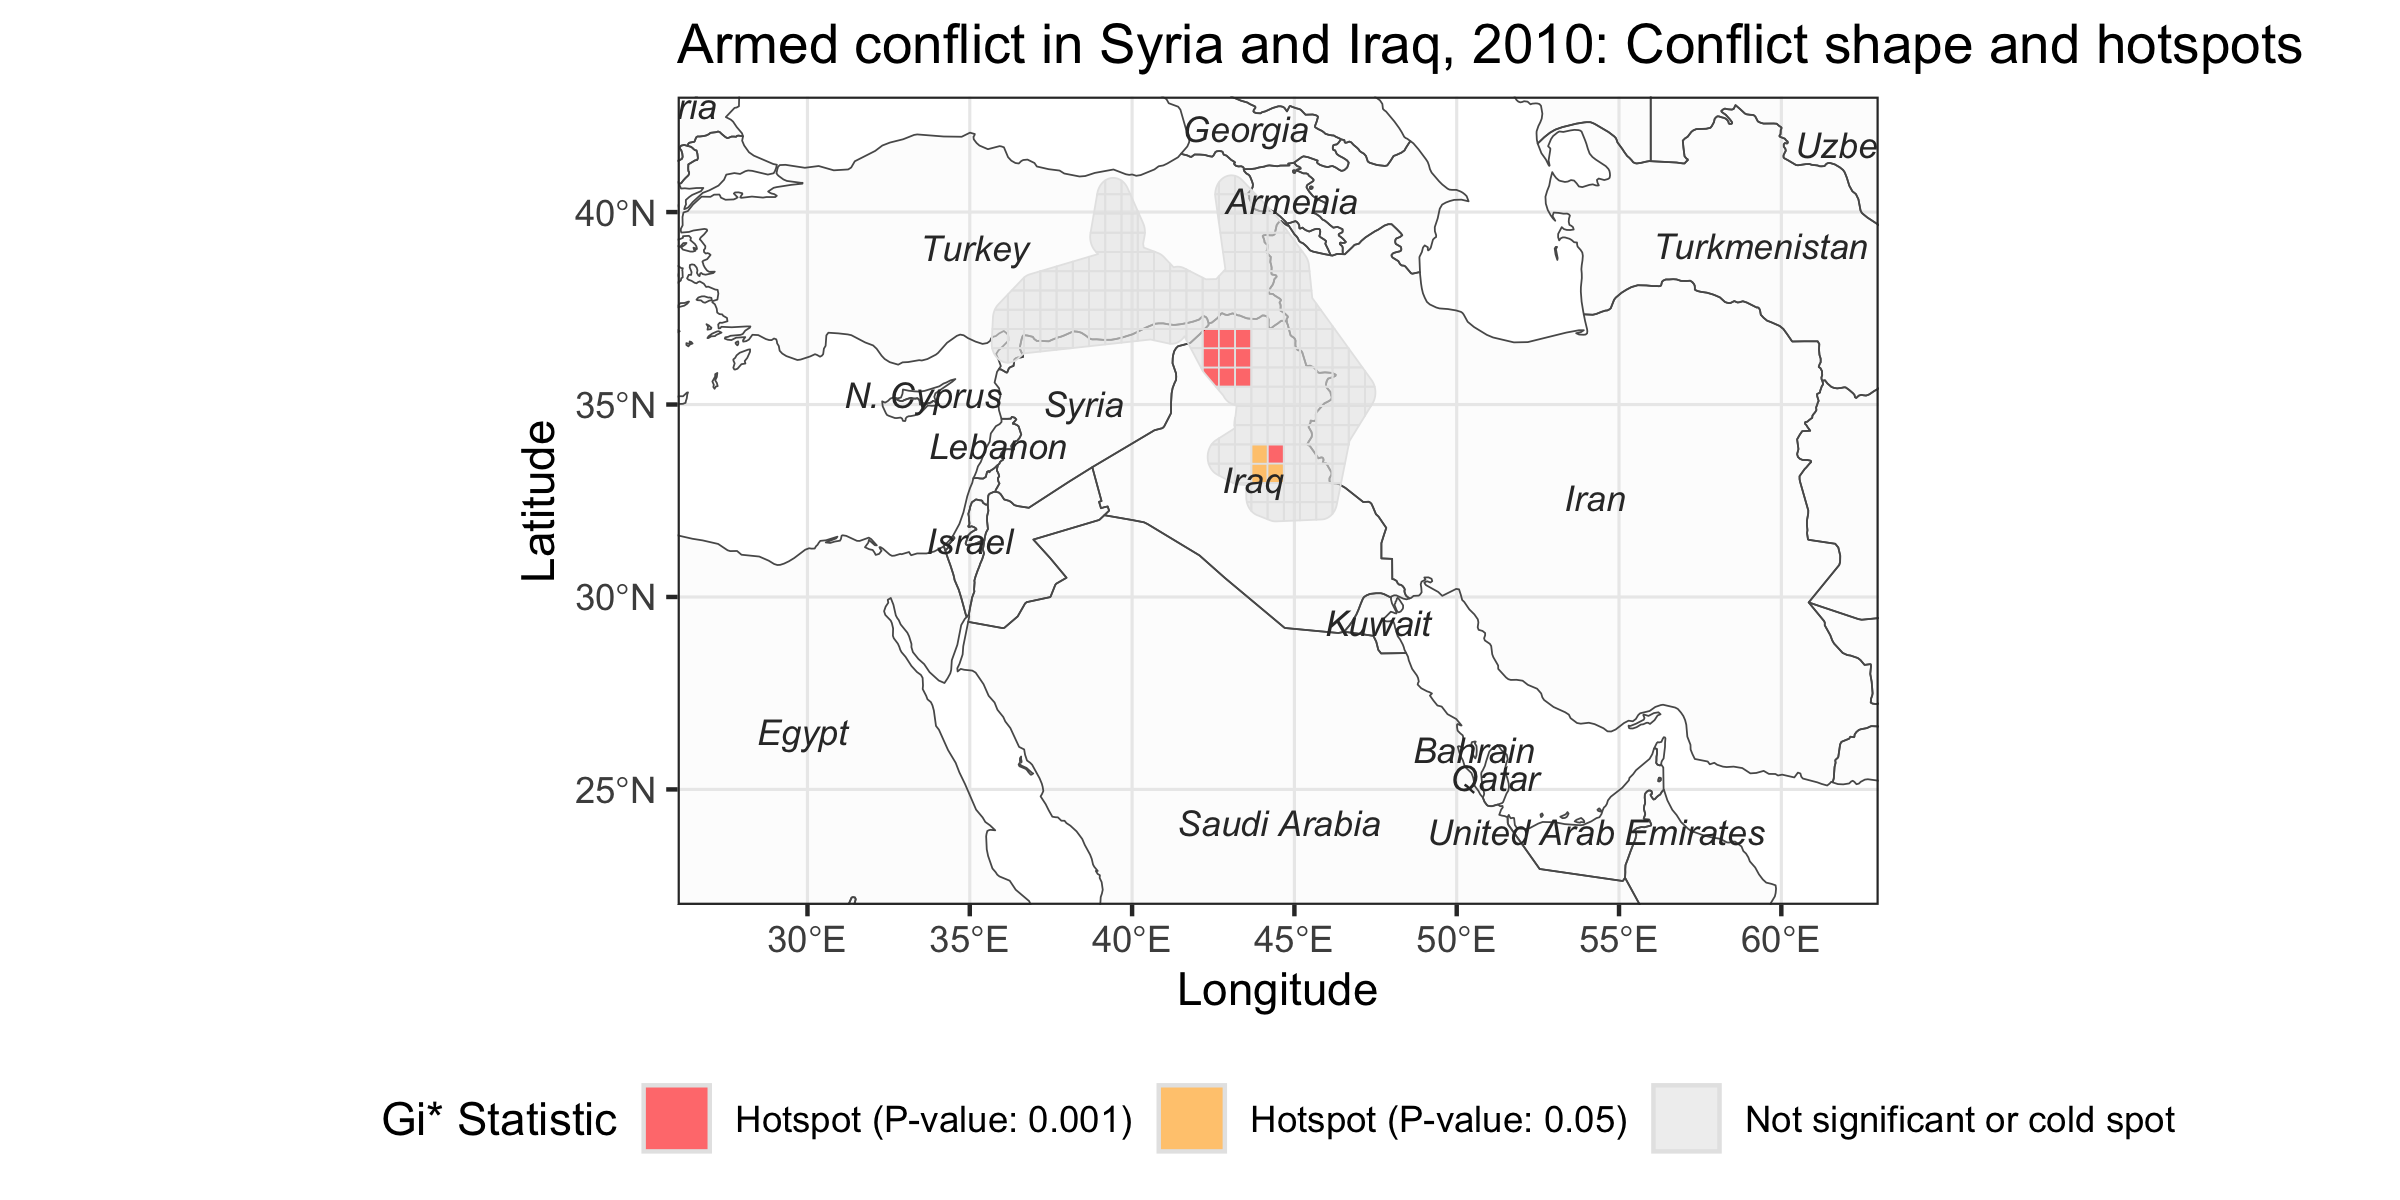 Armed conflict in Syria and Iraq, 2010: Conflict shape and hotspots
ria
Georgia
Uzbe
40°N
Armenia
Turkey
Turkmenistan
35°N
N. Cyprus
Syria
Lebanon
Iraq
Iran
Latitude
Israel
30°N
Kuwait
Egypt
Bahrain
Qatar
25°N
Saudi Arabia
United Arab Emirates
30°E
35°E
40°E
45°E
50°E
55°E
60°E
Longitude
Gi* Statistic
Hotspot (P-value: 0.001)
Hotspot (P-value: 0.05)
Not significant or cold spot